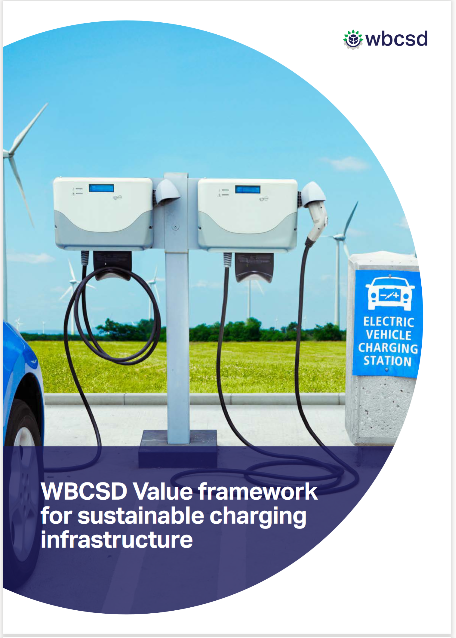 wbcsd
ELECTRIC
VEHICLE
CHARGING
STATION
WBCSD Value framework
for sustainable charging
infrastructure